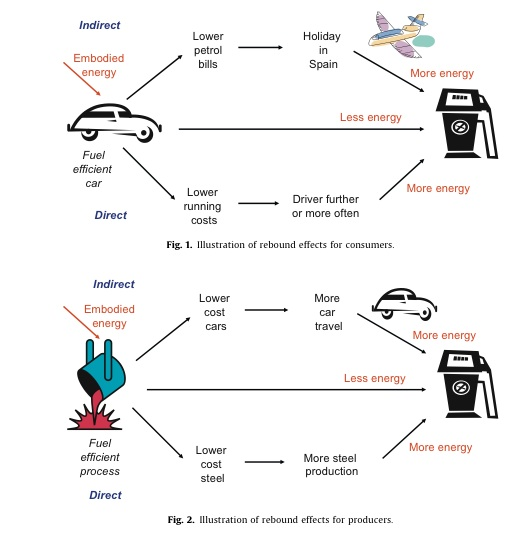 Indirect
Embodied
energy
Lower
petrol
bills
Holiday
in
Spain
More energy
Less energy
Fuel
efficient
car
Direct
Lower
running
costs
Driver further
or more often
More energy
Fig. 1. Illustration of rebound effects for consumers.
Indirect
Embodied
energy
Lower
cost
cars
More
car
travel
More energy
Less energy
Fuel
efficient
process
Direct
Lower
cost
steel
More steel
production
More energy
Fig. 2. Illustration of rebound effects for producers.